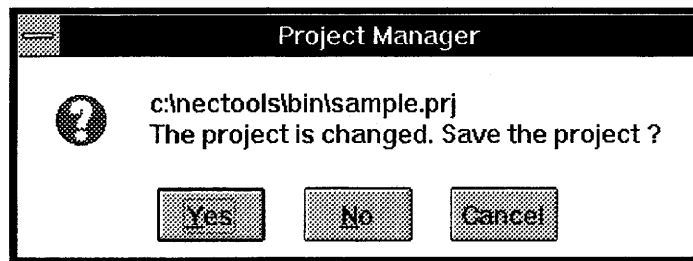 Project Manager
c:\nectools\bin\sample.prj
The project is changed. Save the project ?
Yes
No
Cancel